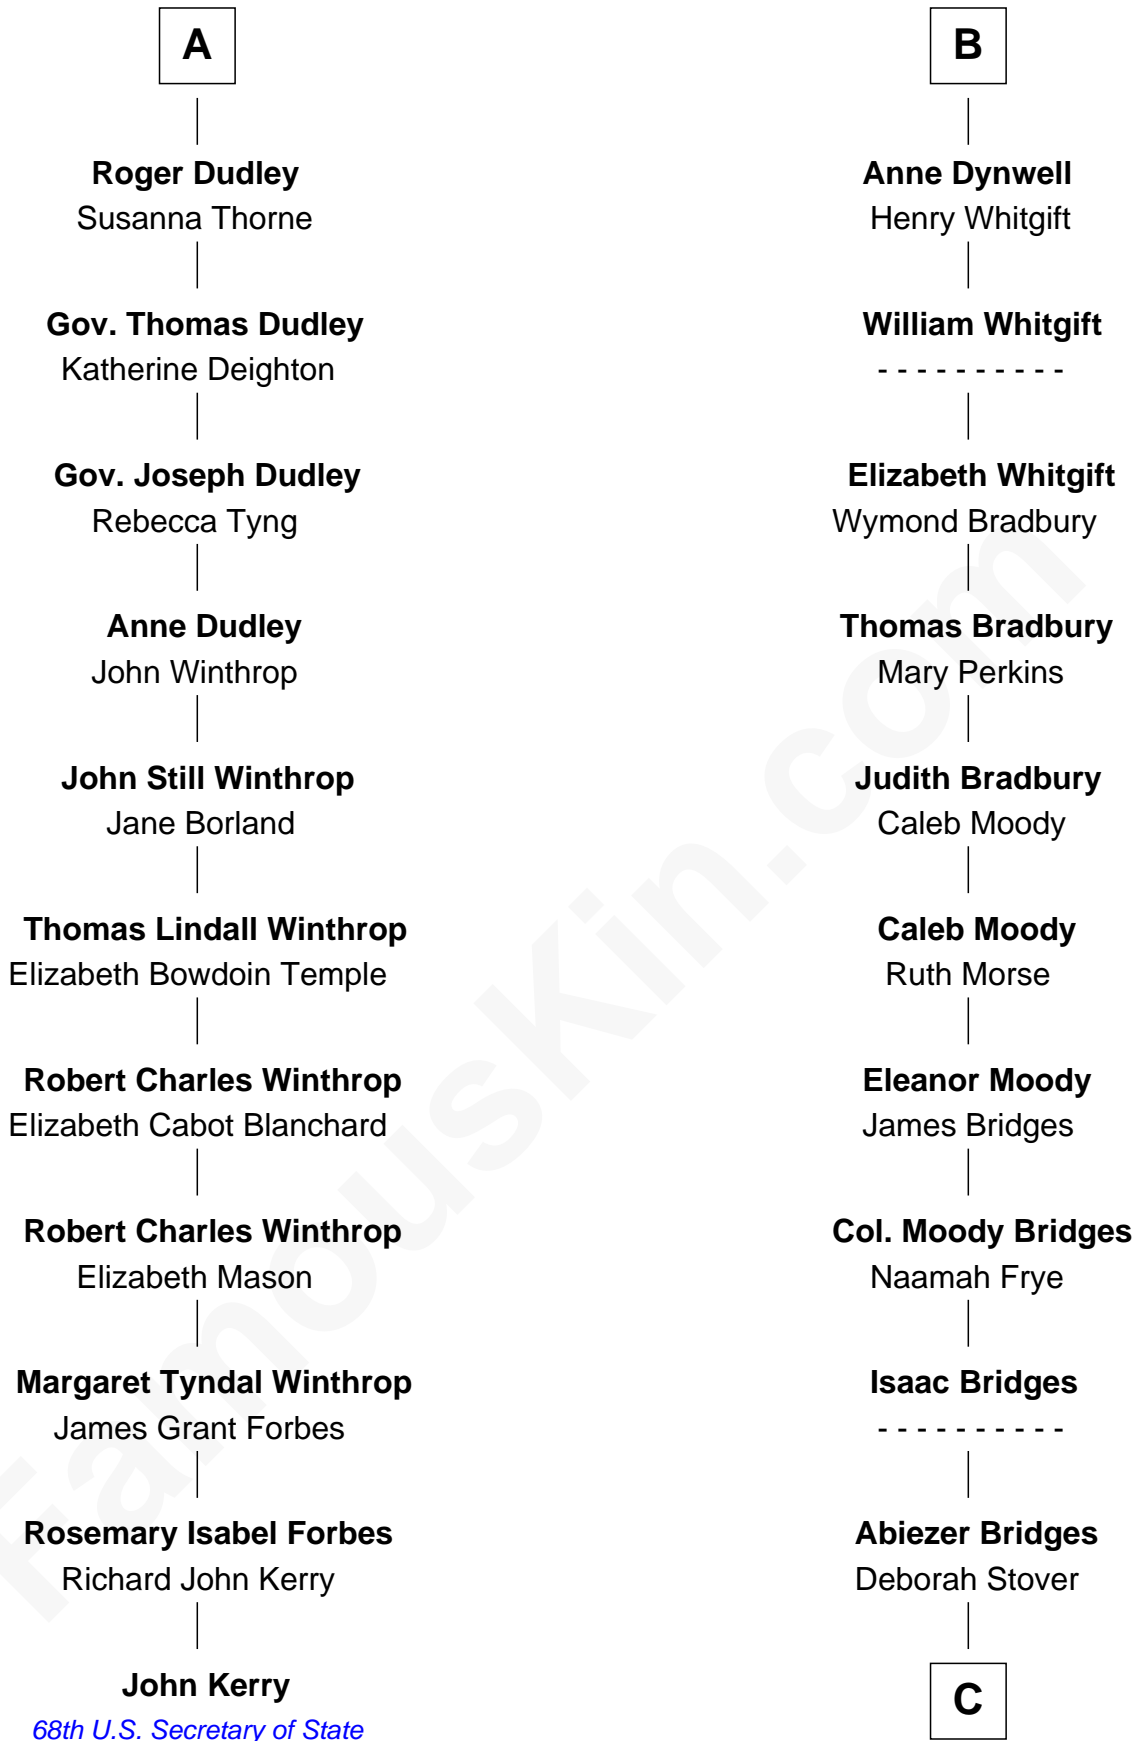 A
Roger Dudley
Susanna Thorne
Gov. Thomas Dudley
Katherine Deighton
Gov. Joseph Dudley
Rebecca Tyng
Anne Dudley
John Winthrop
John Still Winthrop
Jane Borland
Thomas Lindall Winthrop
Elizabeth Bowdoin Temple
Robert Charles Winthrop
Elizabeth Cabot Blanchard
Robert Charles Winthrop
Elizabeth Mason
Margaret Tyndal Winthrop
James Grant Forbes
Rosemary Isabel Forbes
Richard John Kerry
John Kerry
68th U.S. Secretary of State
B
Anne Dynwell
Henry Whitgift
William Whitgift
- - - - - - - - - -
Elizabeth Whitgift
Wymond Bradbury
Thomas Bradbury
Mary Perkins
Judith Bradbury
Caleb Moody
Caleb Moody
Ruth Morse
Eleanor Moody
James Bridges
Col. Moody Bridges
Naamah Frye
Isaac Bridges
- - - - - - - - - -
Abiezer Bridges
Deborah Stover
C
FamousKin.com